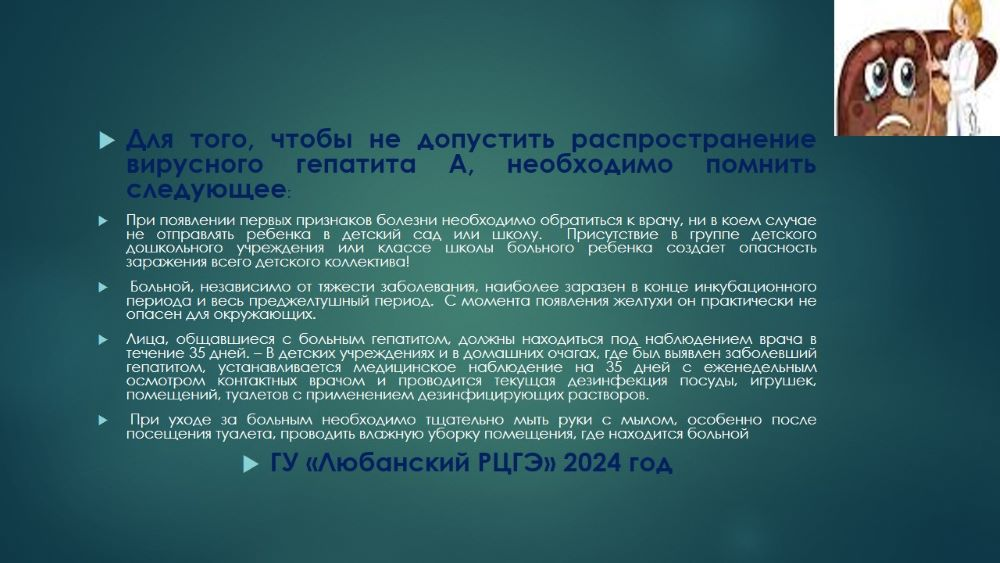 Для того, чтобы не допустить распространение
вирусного гепатита А, необходимо помнить
следующее:
При появлении первых признаков болезни необходимо обратиться к врачу, ни в коем случае
не отправлять ребенка в детский сад или школу. Присутствие в группе детского
дошкольного учреждения или классе школы больного ребенка создает опасность
заражения всего детского коллектива!
Больной, независимо от тяжести заболевания, наиболее заразен в конце инкубационного
периода и весь преджелтушный период. С момента появления желтухи он практически не
опасен для окружающих.
Лица, общавшиеся с больным гепатитом, должны находиться под наблюдением врача в
течение 35 дней. – В детских учреждениях и в домашних очагах, где был выявлен заболевший
гепатитом, устанавливается медицинское наблюдение на 35 дней с еженедельным
осмотром контактных врачом и проводится текущая дезинфекция посуды, игрушек,
помещений, туалетов с применением дезинфицирующих растворов.
При уходе за больным необходимо тщательно мыть руки с мылом, особенно после
посещения туалета, проводить влажную уборку помещения, где находится больной
ГУ «Любанский РЦГЭ» 2024 год